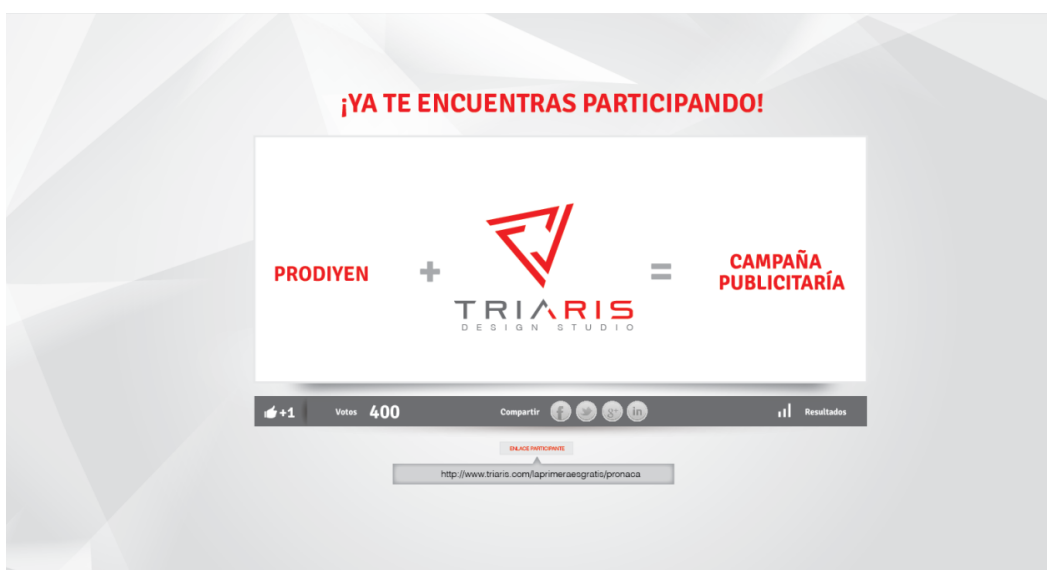 ¡YA TE ENCUENTRAS PARTICIPANDO!
PRODIYEN + TRIARIS = CAMPAÑA
PUBLICITARÍA
DESIGN STUDIO
+1 Votos 400 Compartir f g+ in Resultados
ENLACE PARTICIPANTE
http://www.triaris.com/laprimeraesgratis/pronaca